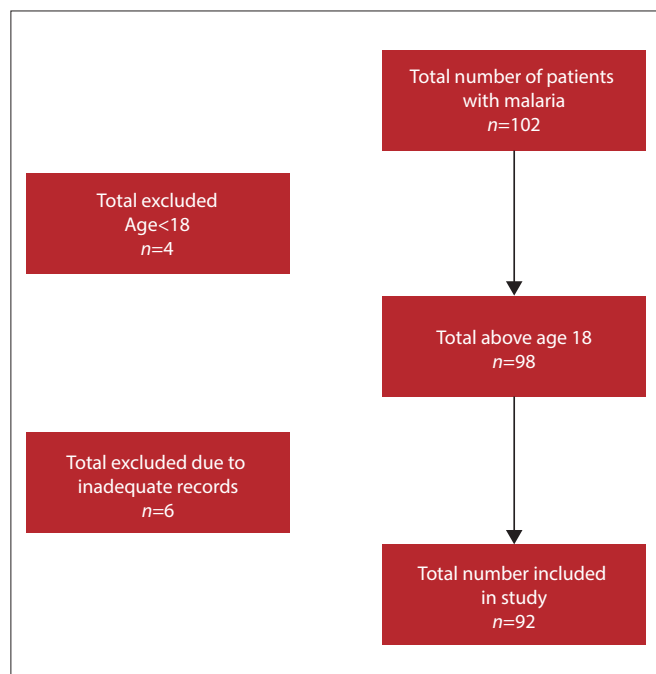 Total number of patients
with malaria
n=102
Total excluded
Age<18
n=4
Total above age 18
n=98
Total excluded due to
inadequate records
n=6
Total number included
in study
n=92